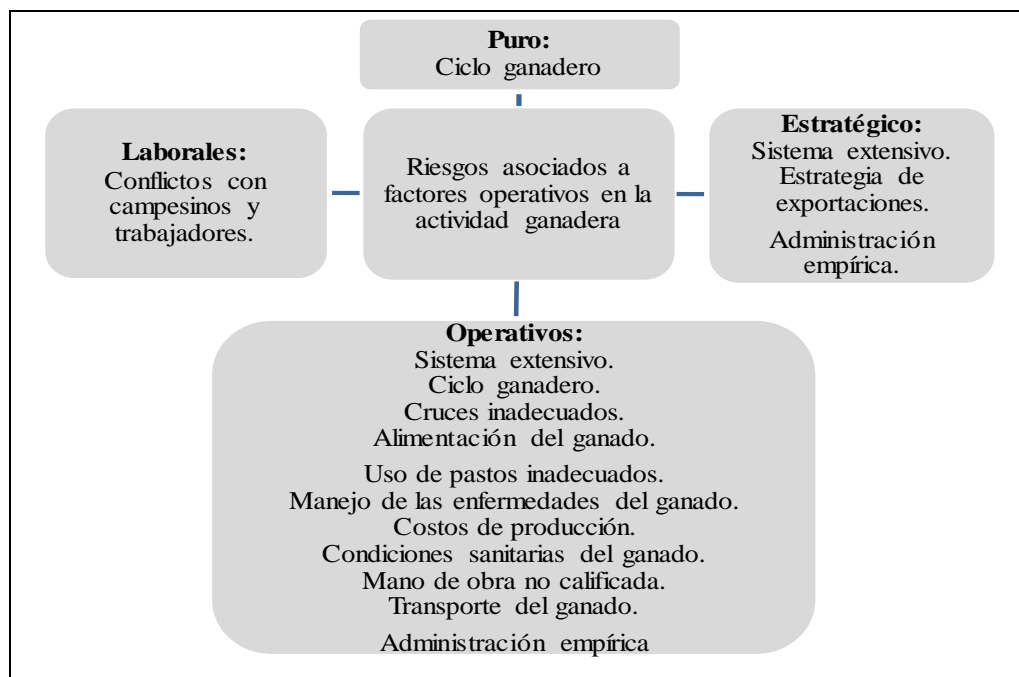 Puro:
Ciclo ganadero
Laborales:
Conflictos con
campesinos y
trabajadores.
Riesgos asociados a
factores operativos en la
actividad ganadera
Estratégico:
Sistema extensivo.
Estrategia de
exportaciones.
Administración
empírica.
Operativos:
Sistema extensivo.
Ciclo ganadero.
Cruces inadecuados.
Alimentación del ganado.
Uso de pastos inadecuados.
Manejo de las enfermedades del ganado.
Costos de producción.
Condiciones sanitarias del ganado.
Mano de obra no calificada.
Transporte del ganado.
Administración empírica